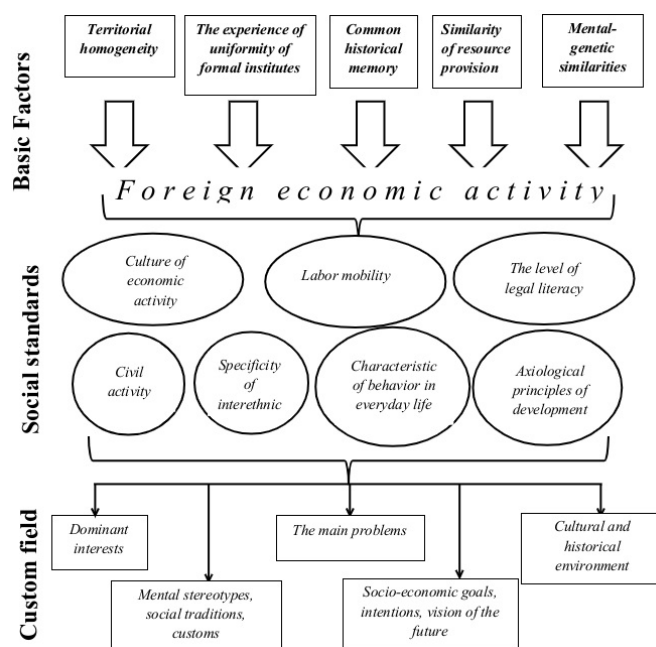 Basic Factors
Territorial
homogeneity
The experience of
uniformity of
formal institutes
Common
historical
memory
Similarity
of resource
provision
Mental-
genetic
similarities
Foreign economic activity
Social standards
Culture of
economic
activity
Labor mobility
The level of
legal literacy
Civil
activity
Specificity
of
interethnic
Characteristic
of behavior in
everyday life
Axiological
principles of
development
Custom field
Dominant
interests
The main problems
Cultural and
historical
environment
Mental stereotypes,
social traditions,
customs
Socio-economic goals,
intentions, vision of the
future